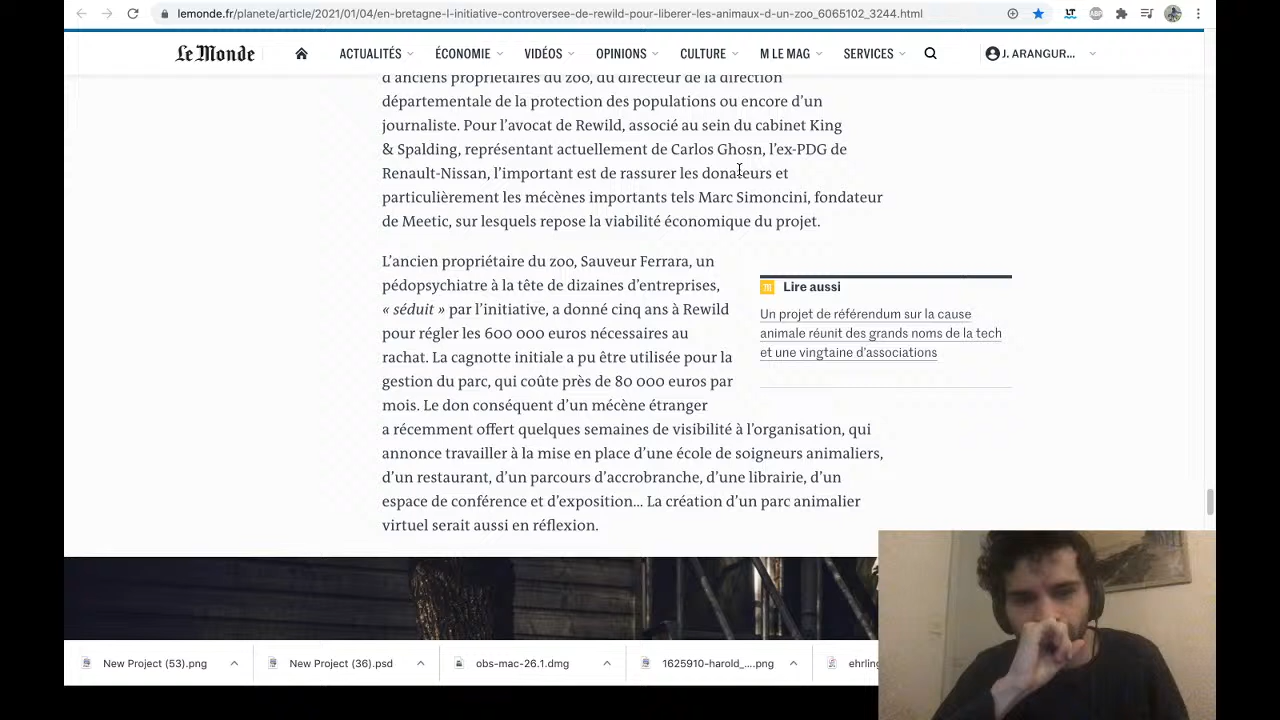 lemonde.fr/planete/article/2021/01/04/en-bretagne-l-initiative-controversee-de-rewild-pour-liberer-les-animaux-d-un-zoo_6065102_3244.html
Le Monde ACTUALITÉS ÉCONOMIE VIDÉOS OPINIONS CULTURE M LE MAG SERVICES J. ARANGUR...
d'anciens propriétaires du zoo, du directeur de la direction
départementale de la protection des populations ou encore d'un
journaliste. Pour l'avocat de Rewild, associé au sein du cabinet King
& Spalding, représentant actuellement de Carlos Ghosn, l'ex-PDG de
Renault-Nissan, l'important est de rassurer les donateurs et
particulièrement les mécènes importants tels Marc Simoncini, fondateur
de Meetic, sur lesquels repose la viabilité économique du projet.
L'ancien propriétaire du zoo, Sauveur Ferrara, un
pédopsychiatre à la tête de dizaines d'entreprises,
« séduit » par l'initiative, a donné cinq ans à Rewild
pour régler les 600 000 euros nécessaires au
rachat. La cagnotte initiale a pu être utilisée pour la
gestion du parc, qui coûte près de 80 000 euros par
mois. Le don conséquent d'un mécène étranger
a récemment offert quelques semaines de visibilité à l'organisation, qui
annonce travailler à la mise en place d'une école de soigneurs animaliers,
d'un restaurant, d'un parcours d'accrobranche, d'une librairie, d'un
espace de conférence et d'exposition... La création d'un parc animalier
virtuel serait aussi en réflexion.
Lire aussi
Un projet de référendum sur la cause
animale réunit des grands noms de la tech
et une vingtaine d'associations
New Project (53).png New Project (36).psd obs-mac-26.1.dmg 1625910-harold_....png ehrling